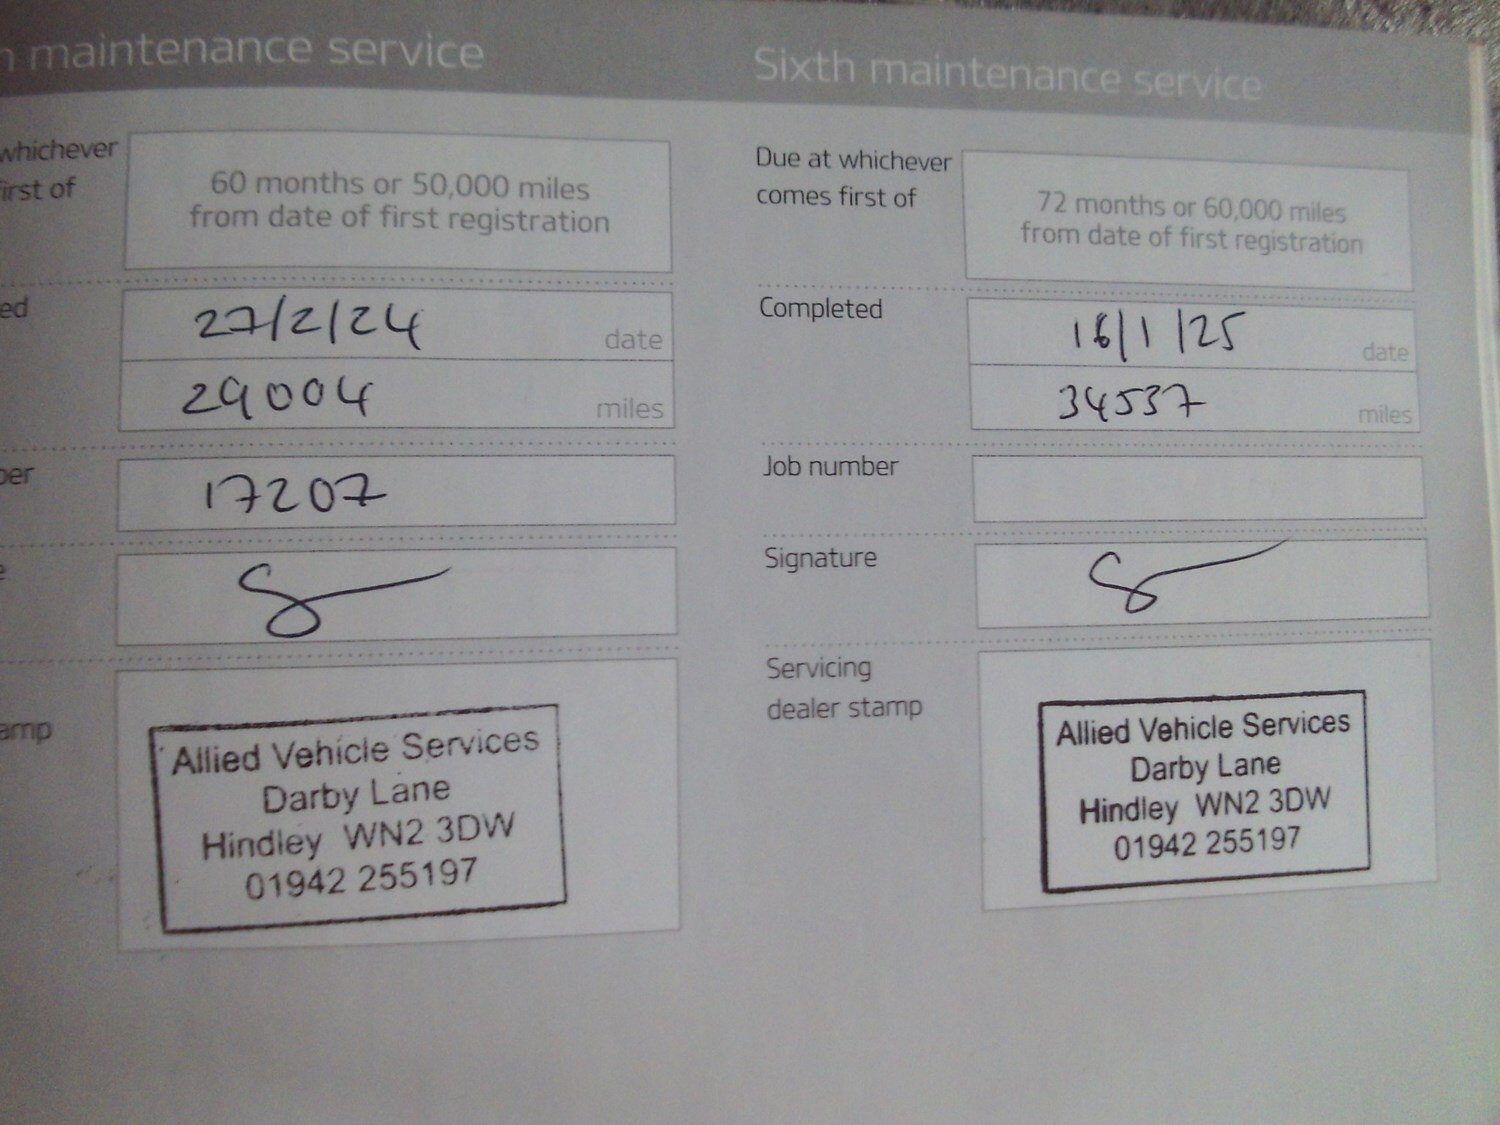 n maintenance service
whichever
first of
60 months or 50,000 miles
from date of first registration
ed
27/2/24
date
29004
miles
ber
17207
e
amp
Allied Vehicle Services
Darby Lane
Hindley WN2 3DW
01942 255197
Sixth maintenance service
Due at whichever
comes first of
72 months or 60,000 miles
from date of first registration
Completed
16/1/25
date
34537
miles
Job number
Signature
Servicing
dealer stamp
Allied Vehicle Services
Darby Lane
Hindley WN2 3DW
01942 255197